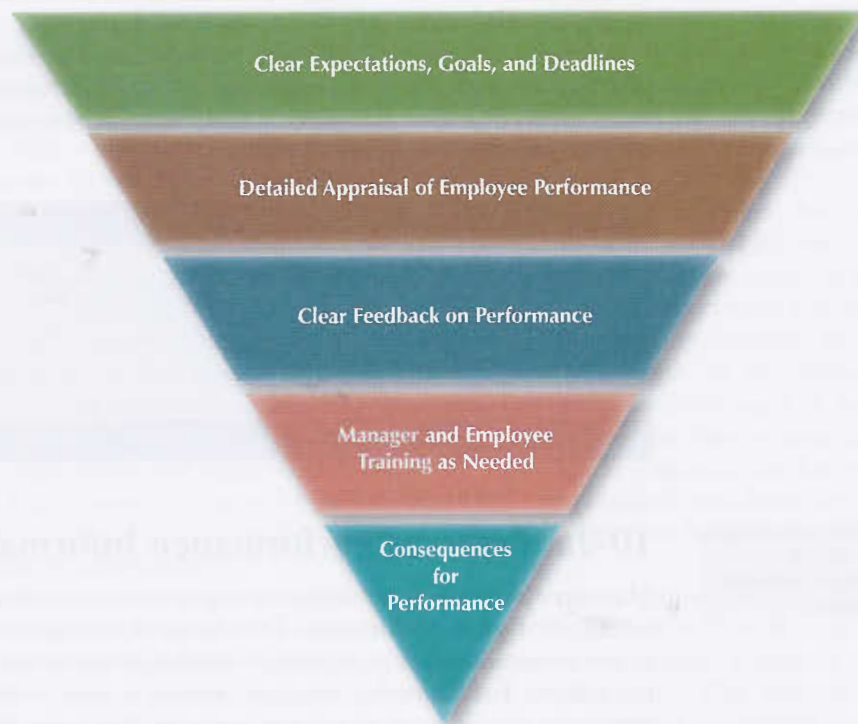 Clear Expectations, Goals, and Deadlines
Detailed Appraisal of Employee Performance
Clear Feedback on Performance
Manager and Employee
Training as Needed
Consequences
for
Performance